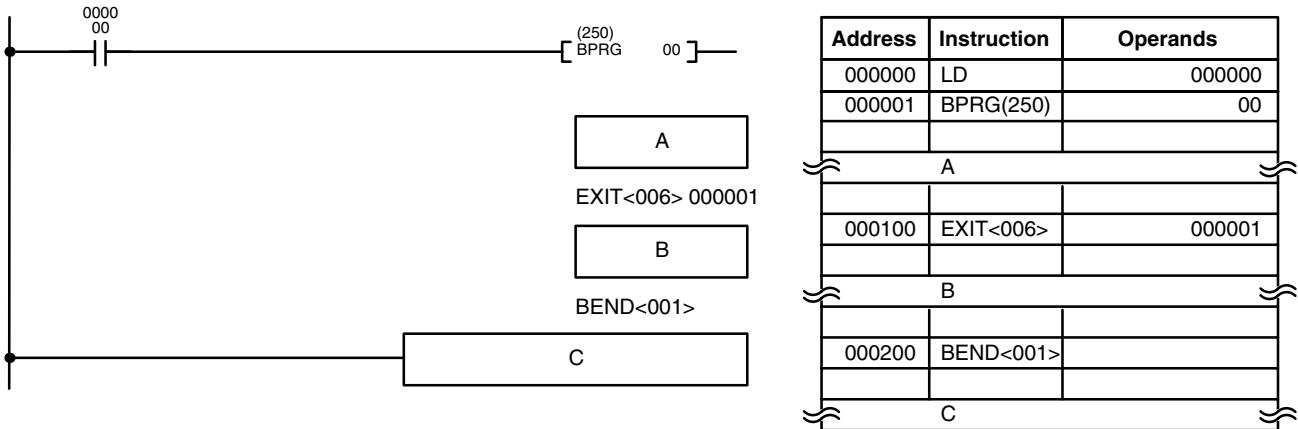 0000
00
(250)
BPRG 00
A
EXIT<006> 000001
B
BEND<001>
C
Address Instruction Operands
000000 LD 000000
000001 BPRG(250) 00
A
000100 EXIT<006> 000001
B
000200 BEND<001>
C